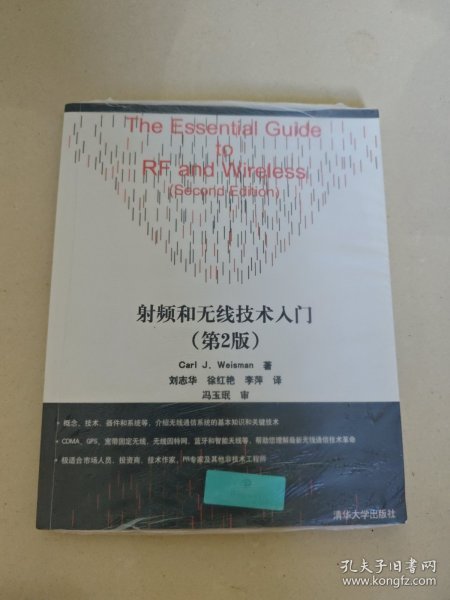 The Essential Guide
to
RF and Wireless
(Second Edition)
射频和无线技术入门
（第2版）
Carl J. Weisman 著
刘志华 徐红艳 李萍 译
冯玉珉 审
• 概念、技术、器件和系统等，介绍无线通信系统的基本知识和关键技术
• CDMA、GPS、宽带固定无线、无线因特网、蓝牙和智能天线等，帮助您理解最新无线通信技术革命
• 极适合市场人员、投资商、技术作家、PR专家及其他非技术工程师
清华大学出版社
孔夫子旧书网
www.kongfz.com